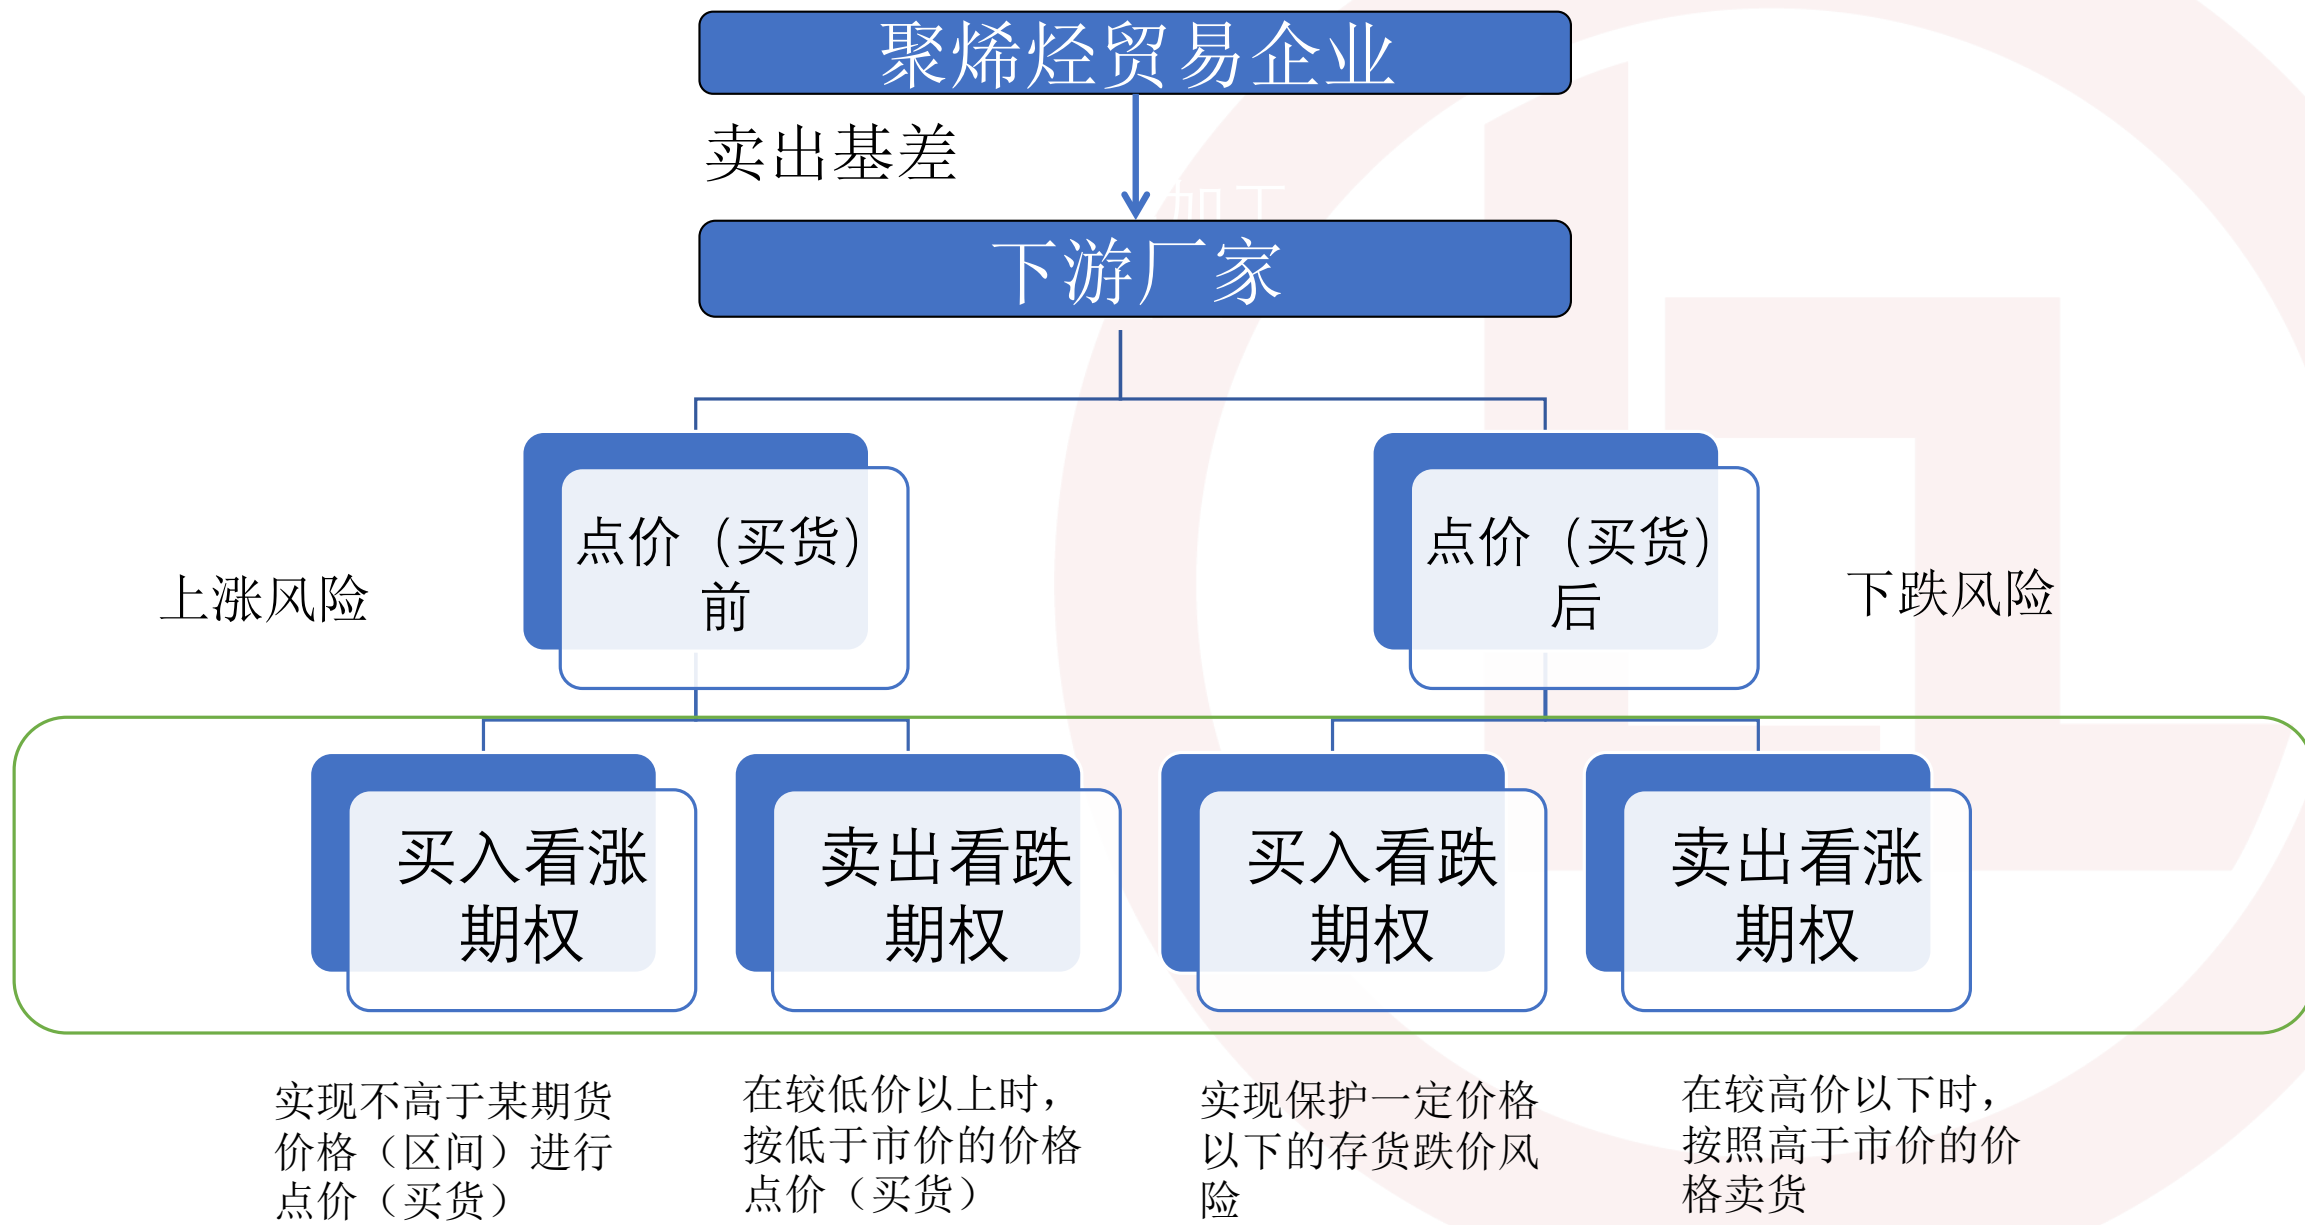 聚烯烃贸易企业
卖出基差
加工
下游厂家
点价（买货）
前
点价（买货）
后
上涨风险
下跌风险
买入看涨
期权
卖出看跌
期权
买入看跌
期权
卖出看涨
期权
实现不高于某期货
价格（区间）进行
点价（买货）
在较低价以上时，
按低于市价的价格
点价（买货）
实现保护一定价格
以下的存货跌价风
险
在较高价以下时，
按照高于市价的价
格卖货